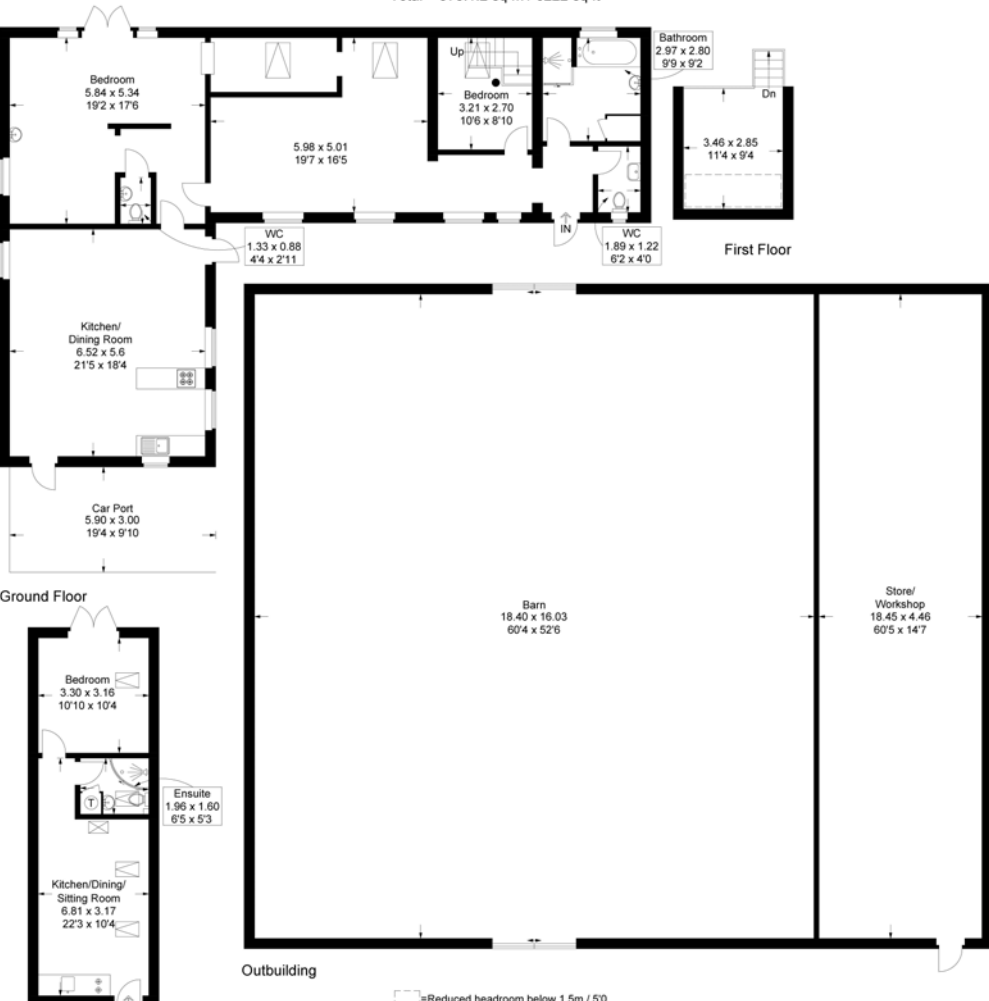 Bedroom
5.84 x 5.34
19'2 x 17'6
5.98 x 5.01
19'7 x 16'5
Up
Bedroom
3.21 x 2.70
10'6 x 8'10
Bathroom
2.97 x 2.80
9'9 x 9'2
Dn
3.46 x 2.85
11'4 x 9'4
First Floor
WC
1.33 x 0.88
4'4 x 2'11
IN
WC
1.89 x 1.22
6'2 x 4'0
Kitchen/
Dining Room
6.52 x 5.6
21'5 x 18'4
Car Port
5.90 x 3.00
19'4 x 9'10
Ground Floor
Barn
18.40 x 16.03
60'4 x 52'6
Store/
Workshop
18.45 x 4.46
60'5 x 14'7
Bedroom
3.30 x 3.16
10'10 x 10'4
T
Ensuite
1.96 x 1.60
6'5 x 5'3
Kitchen/Dining/
Sitting Room
6.81 x 3.17
22'3 x 10'4
Outbuilding
=Reduced headroom below 1.5m / 5'0